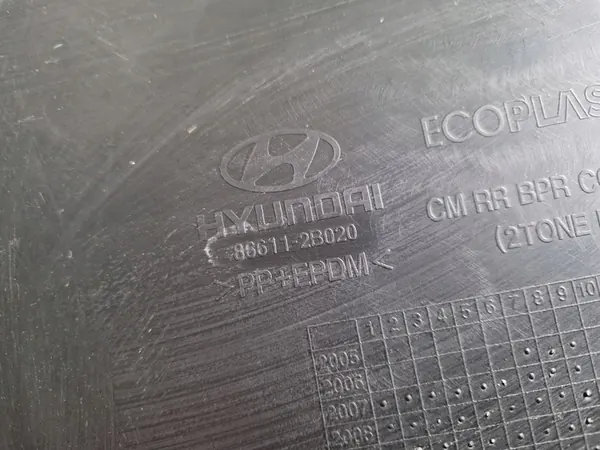 ECOPLAS
HYUNDAI
CM RR BPR CO
86611-2B020
(2TONE
>PP+EPDM<
1 2 3 4 5 6 7 8 9 10
2005
2006
2007
2008